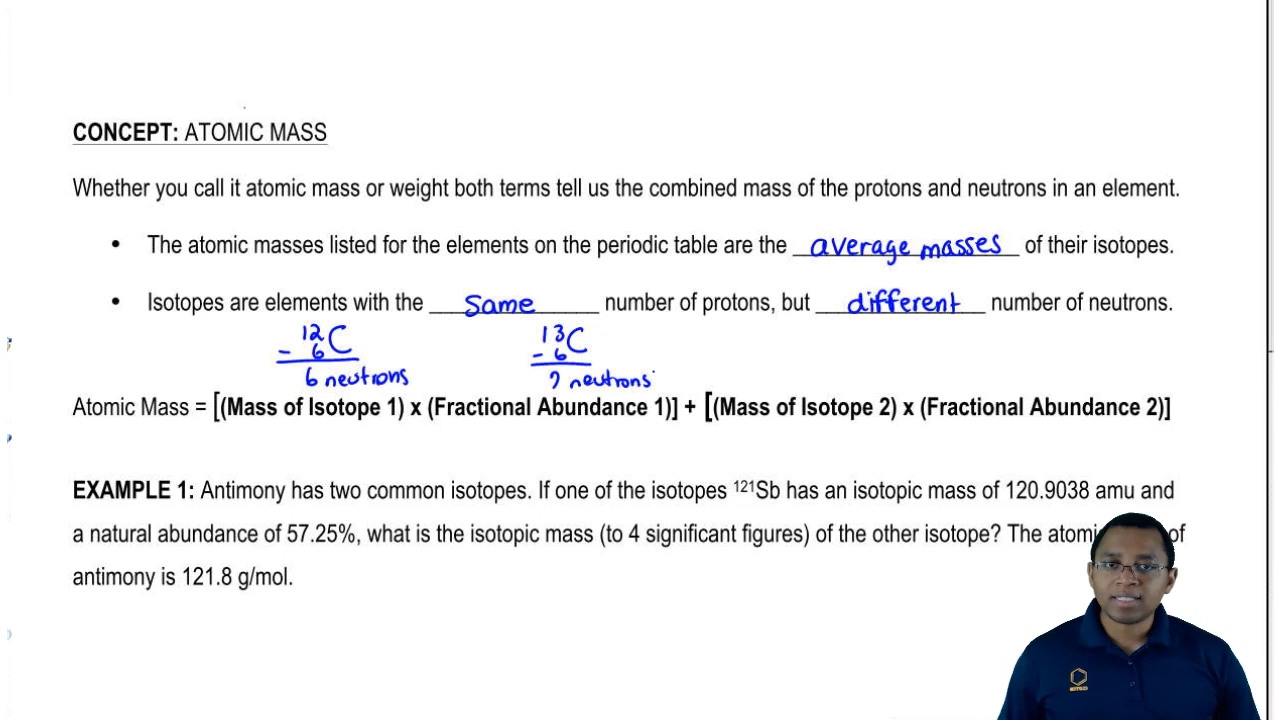 CONCEPT: ATOMIC MASS
Whether you call it atomic mass or weight both terms tell us the combined mass of the protons and neutrons in an element.
• The atomic masses listed for the elements on the periodic table are the average masses of their isotopes.
• Isotopes are elements with the same number of protons, but different number of neutrons.
12 C 13 C
- 6 - 6
6 neutrons 7 neutrons
Atomic Mass = [(Mass of Isotope 1) x (Fractional Abundance 1)] + [(Mass of Isotope 2) x (Fractional Abundance 2)]
EXAMPLE 1: Antimony has two common isotopes. If one of the isotopes ¹²¹Sb has an isotopic mass of 120.9038 amu and
a natural abundance of 57.25%, what is the isotopic mass (to 4 significant figures) of the other isotope? The atomi of
antimony is 121.8 g/mol.